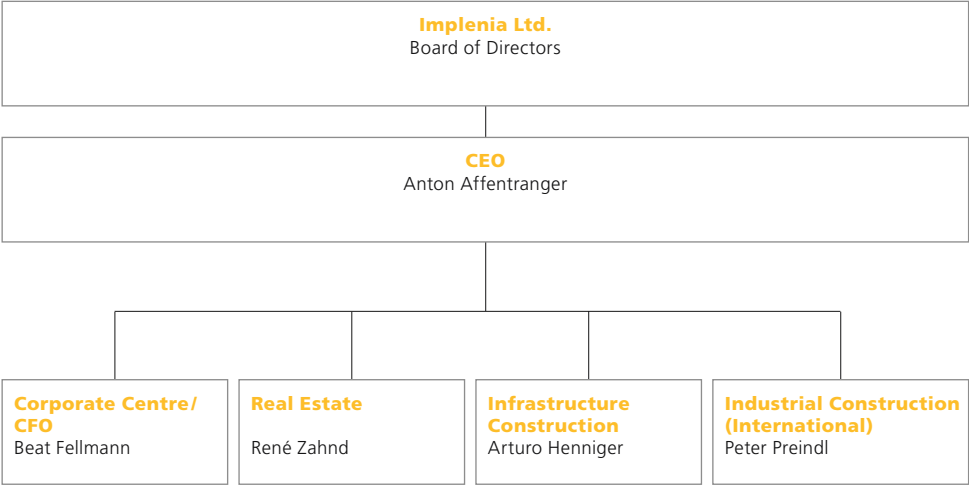 Implenia Ltd.
Board of Directors
CEO
Anton Affentranger
Corporate Centre/
CFO
Beat Fellmann
Real Estate
René Zahnd
Infrastructure
Construction
Arturo Henniger
Industrial Construction
(International)
Peter Preindl